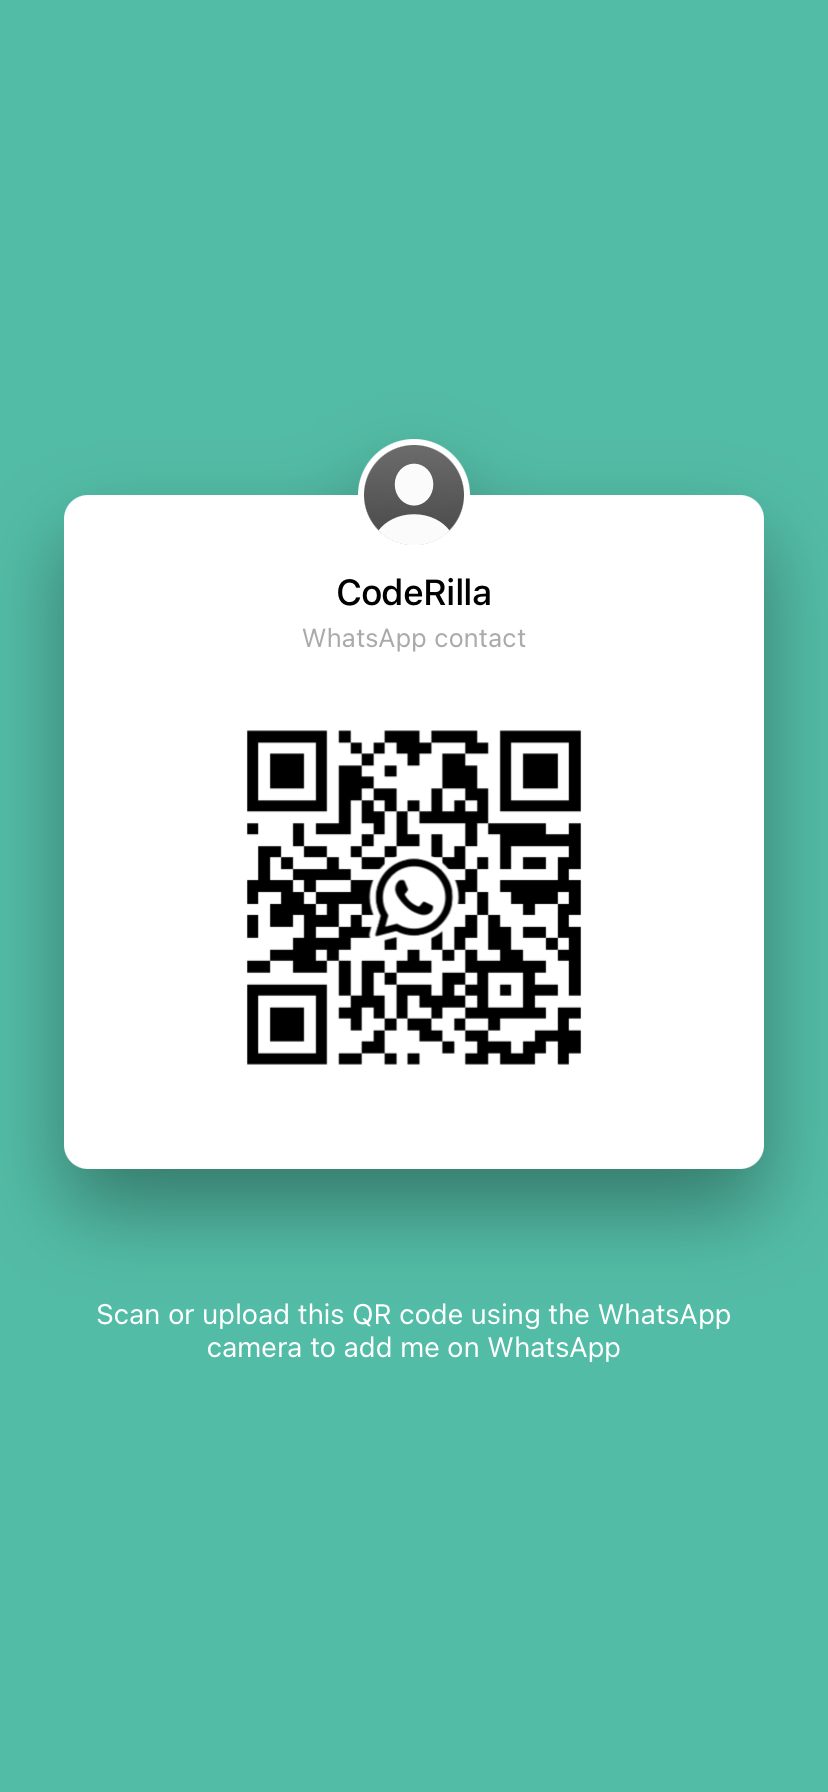 CodeRilla
WhatsApp contact
Scan or upload this QR code using the WhatsApp
camera to add me on WhatsApp